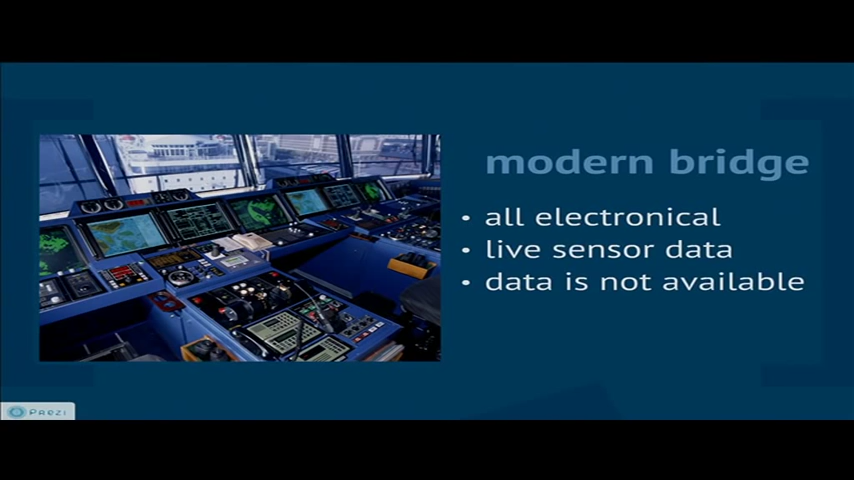 modern bridge
• all electronical
• live sensor data
• data is not available
Prezi